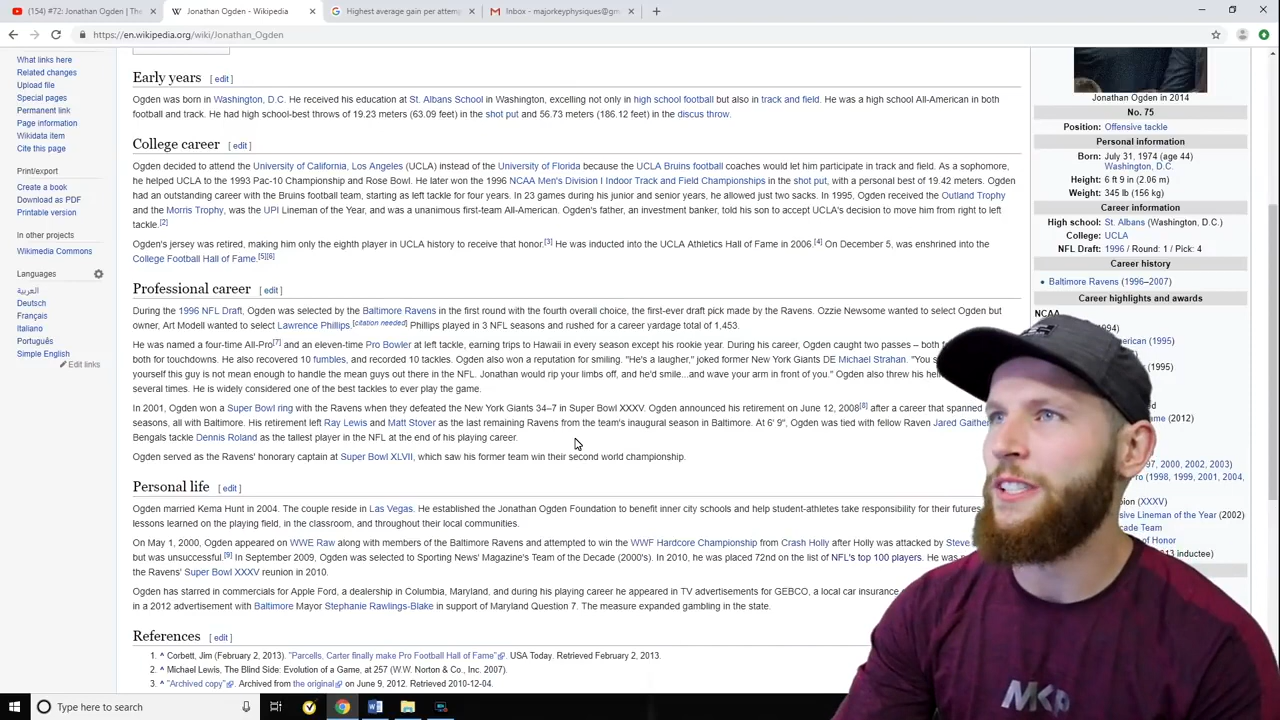 (154) #72: Jonathan Ogden | The
Jonathan Ogden - Wikipedia
Highest average gain per attemp
Inbox - majorkeyphysiques@gm
https://en.wikipedia.org/wiki/Jonathan_Ogden
What links here
Related changes
Upload file
Special pages
Permanent link
Page information
Wikidata item
Cite this page
Print/export
Create a book
Download as PDF
Printable version
In other projects
Wikimedia Commons
Languages
العربية
Deutsch
Français
Italiano
Português
Simple English
Edit links
Early years [ edit ]
Ogden was born in Washington, D.C. He received his education at St. Albans School in Washington, excelling not only in high school football but also in track and field. He was a high school All-American in both
football and track. He had high school-best throws of 19.23 meters (63.09 feet) in the shot put and 56.73 meters (186.12 feet) in the discus throw.
College career [ edit ]
Ogden decided to attend the University of California, Los Angeles (UCLA) instead of the University of Florida because the UCLA Bruins football coaches would let him participate in track and field. As a sophomore,
he helped UCLA to the 1993 Pac-10 Championship and Rose Bowl. He later won the 1996 NCAA Men's Division I Indoor Track and Field Championships in the shot put, with a personal best of 19.42 meters. Ogden
had an outstanding career with the Bruins football team, starting as left tackle for four years. In 23 games during his junior and senior years, he allowed just two sacks. In 1995, Ogden received the Outland Trophy
and the Morris Trophy, was the UPI Lineman of the Year, and was a unanimous first-team All-American. Ogden's father, an investment banker, told his son to accept UCLA's decision to move him from right to left
tackle.[2]
Ogden's jersey was retired, making him only the eighth player in UCLA history to receive that honor.[3] He was inducted into the UCLA Athletics Hall of Fame in 2006.[4] On December 5, was enshrined into the
College Football Hall of Fame.[5][6]
Professional career [ edit ]
During the 1996 NFL Draft, Ogden was selected by the Baltimore Ravens in the first round with the fourth overall choice, the first-ever draft pick made by the Ravens. Ozzie Newsome wanted to select Ogden but
owner, Art Modell wanted to select Lawrence Phillips.[citation needed] Phillips played in 3 NFL seasons and rushed for a career yardage total of 1,453.
He was named a four-time All-Pro[7] and an eleven-time Pro Bowler at left tackle, earning trips to Hawaii in every season except his rookie year. During his career, Ogden caught two passes – both
both for touchdowns. He also recovered 10 fumbles, and recorded 10 tackles. Ogden also won a reputation for smiling. "He's a laugher," joked former New York Giants DE Michael Strahan. "You s
yourself this guy is not mean enough to handle the mean guys out there in the NFL. Jonathan would rip your limbs off, and he'd smile...and wave your arm in front of you." Ogden also threw his hel
several times. He is widely considered one of the best tackles to ever play the game.
In 2001, Ogden won a Super Bowl ring with the Ravens when they defeated the New York Giants 34–7 in Super Bowl XXXV. Ogden announced his retirement on June 12, 2008[8] after a career that spanned
seasons, all with Baltimore. His retirement left Ray Lewis and Matt Stover as the last remaining Ravens from the team's inaugural season in Baltimore. At 6' 9", Ogden was tied with fellow Raven Jared Gaither
Bengals tackle Dennis Roland as the tallest player in the NFL at the end of his playing career.
Ogden served as the Ravens' honorary captain at Super Bowl XLVII, which saw his former team win their second world championship.
Personal life [ edit ]
Ogden married Kema Hunt in 2004. The couple reside in Las Vegas. He established the Jonathan Ogden Foundation to benefit inner city schools and help student-athletes take responsibility for their futures
lessons learned on the playing field, in the classroom, and throughout their local communities.
On May 1, 2000, Ogden appeared on WWE Raw along with members of the Baltimore Ravens and attempted to win the WWF Hardcore Championship from Crash Holly after Holly was attacked by Steve
but was unsuccessful.[9] In September 2009, Ogden was selected to Sporting News' Magazine's Team of the Decade (2000's). In 2010, he was placed 72nd on the list of NFL's top 100 players. He was
the Ravens' Super Bowl XXXV reunion in 2010.
Ogden has starred in commercials for Apple Ford, a dealership in Columbia, Maryland, and during his playing career he appeared in TV advertisements for GEBCO, a local car insurance
in a 2012 advertisement with Baltimore Mayor Stephanie Rawlings-Blake in support of Maryland Question 7. The measure expanded gambling in the state.
References [ edit ]
1. ^ Corbett, Jim (February 2, 2013). "Parcells, Carter finally make Pro Football Hall of Fame". USA Today. Retrieved February 2, 2013.
2. ^ Michael Lewis, The Blind Side: Evolution of a Game, at 257 (W.W. Norton & Co., Inc. 2007).
3. ^ "Archived copy". Archived from the original on June 9, 2012. Retrieved 2010-12-04.
Jonathan Ogden in 2014
No. 75
Position: Offensive tackle
Personal information
Born: July 31, 1974 (age 44)
Washington, D.C.
Height: 6 ft 9 in (2.06 m)
Weight: 345 lb (156 kg)
Career information
High school: St. Albans (Washington, D.C.)
College: UCLA
NFL Draft: 1996 / Round: 1 / Pick: 4
Career history
Baltimore Ravens (1996–2007)
Career highlights and awards
NCAA
1994)
merican (1995)
(1995)
ame (2012)
97, 2000, 2002, 2003)
ro (1998, 1999, 2001, 2004,
pion (XXXV)
sive Lineman of the Year (2002)
cade Team
of Honor
013 inductee)
MKP
Type here to search